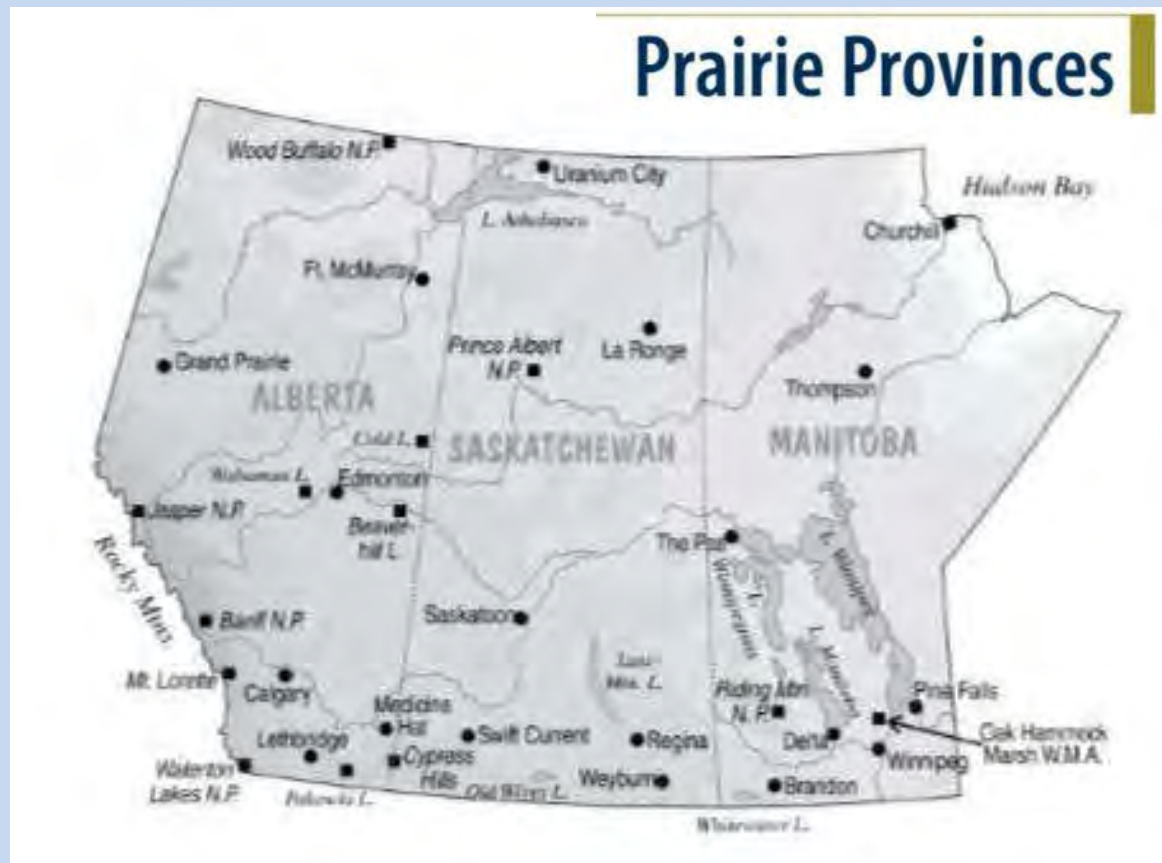 Prairie Provinces
Wood Buffalo N.P.
Uranium City
Hudson Bay
L. Athabasca
Churchill
Ft. McMurray
Prince Albert
N.P.
La Ronge
Grand Prairie
Thompson
ALBERTA
Cold L.
SASKATCHEWAN
MANITOBA
Wabamun L.
Edmonton
Jasper N.P.
Beaver-
hill L.
Rocky Mtns.
The Pas
L. Winnipeg
L.
Winnipegosis
Banff N.P.
Saskatoon
L. Manitoba
Last
Mtn. L.
Mt. Lorette
Calgary
Riding Mtn
N.P.
Pine Falls
Medicine
Hat
Swift Current
Regina
Delta
Oak Hammock
Marsh W.M.A.
Lethbridge
Cypress
Hills
Winnipeg
Waterton
Lakes N.P.
Pakowki L.
Old Wives L.
Weyburn
Brandon
Whitewater L.